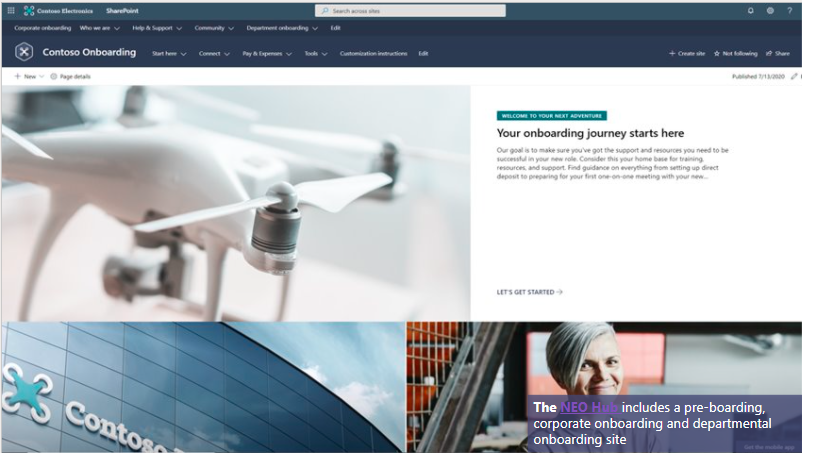 Contoso Electronics SharePoint Search across sites ?
Corporate onboarding Who we are Help & Support Community Department onboarding Edit
Contoso Onboarding Start here Connect Pay & Expenses Tools Customization instructions Edit + Create site Not following Share
+ New Page details Published 7/13/2020
WELCOME TO YOUR NEXT ADVENTURE
Your onboarding journey starts here
Our goal is to make sure you've got the support and resources you need to be
successful in your new role. Consider this your home base for training,
resources, and support. Find guidance on everything from setting up direct
deposit to preparing for your first one-on-one meeting with your new...
LET'S GET STARTED →
Contoso
The NEO Hub includes a pre-boarding,
corporate onboarding and departmental
onboarding site
Get the mobile app